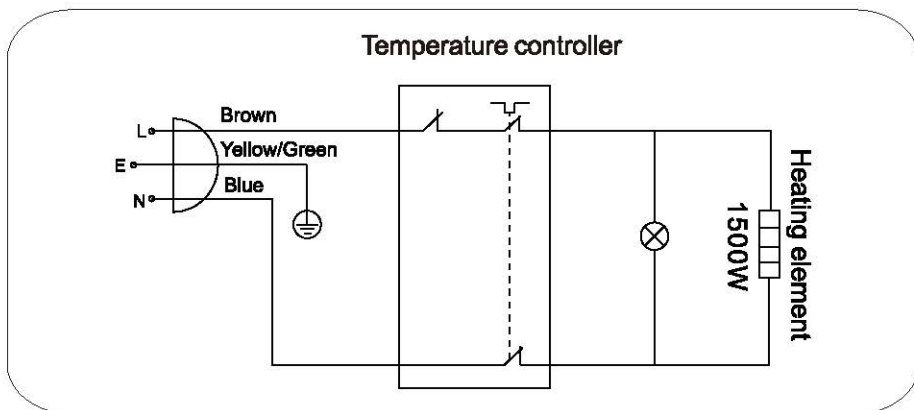 Temperature controller
L
Brown
E
Yellow/Green
N
Blue
Heating element
1500W